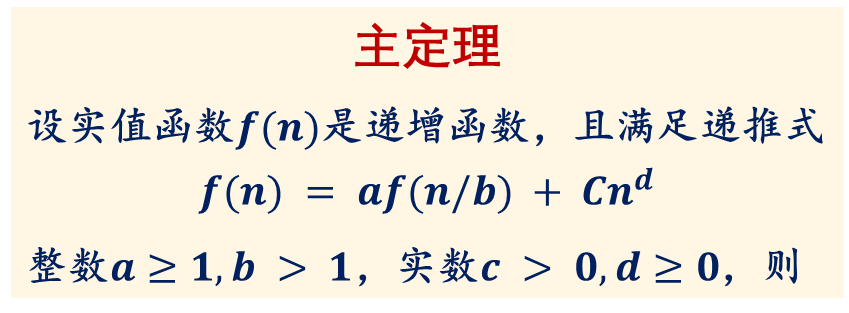 主定理
设实值函数f(n)是递增函数，且满足递推式
f(n) = af(n/b) + Cn^d
整数a ≥ 1, b > 1，实数c > 0, d ≥ 0，则